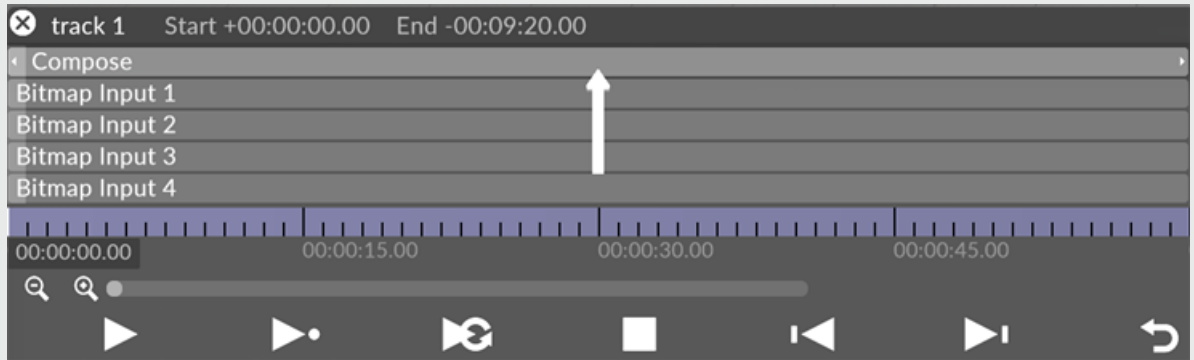 track 1 Start +00:00:00.00 End -00:09:20.00
Compose
Bitmap Input 1
Bitmap Input 2
Bitmap Input 3
Bitmap Input 4
00:00:00.00 00:00:15.00 00:00:30.00 00:00:45.00